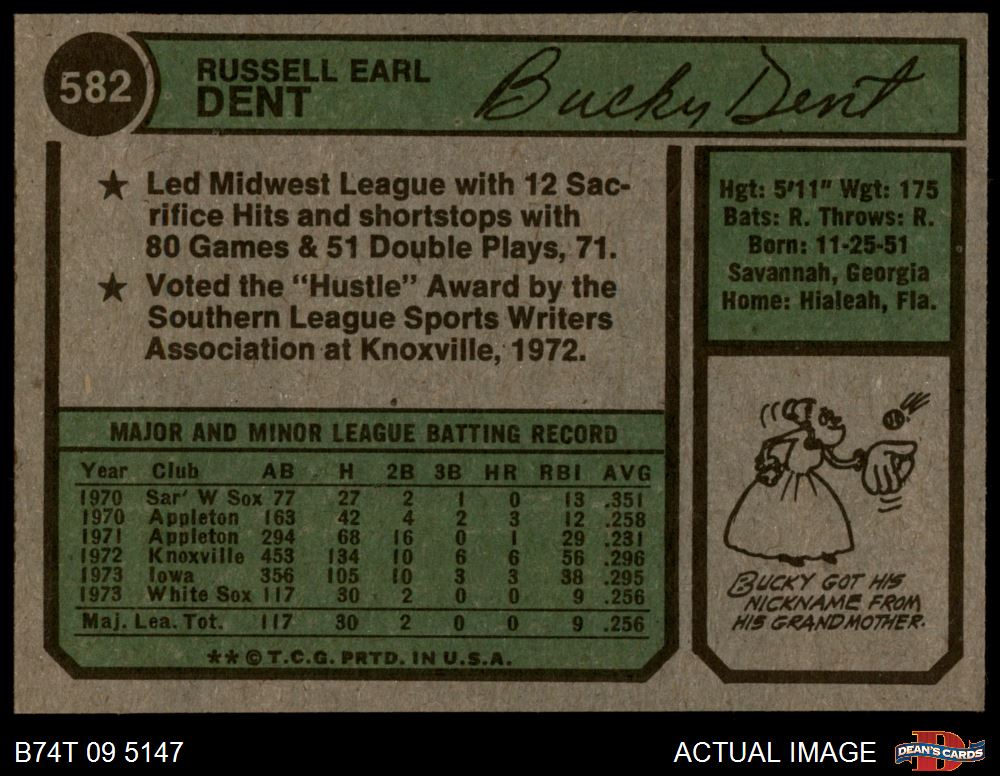 582
RUSSELL EARL
DENT
Bucky Dent
★ Led Midwest League with 12 Sac-
rifice Hits and shortstops with
80 Games & 51 Double Plays, 71.
★ Voted the "Hustle" Award by the
Southern League Sports Writers
Association at Knoxville, 1972.
Hgt: 5'11" Wgt: 175
Bats: R. Throws: R.
Born: 11-25-51
Savannah, Georgia
Home: Hialeah, Fla.
MAJOR AND MINOR LEAGUE BATTING RECORD
Year Club AB H 2B 3B HR RBI AVG
1970 Sar' W Sox 77 27 2 1 0 13 .351
1970 Appleton 163 42 4 2 3 12 .258
1971 Appleton 294 68 16 0 1 29 .231
1972 Knoxville 453 134 10 6 6 56 .296
1973 Iowa 356 105 10 3 3 38 .295
1973 White Sox 117 30 2 0 0 9 .256
Maj. Lea. Tot. 117 30 2 0 0 9 .256
** © T.C.G. PRTD. IN U.S.A.
BUCKY GOT HIS
NICKNAME FROM
HIS GRANDMOTHER.
B74T 09 5147
ACTUAL IMAGE
DEAN'S CARDS